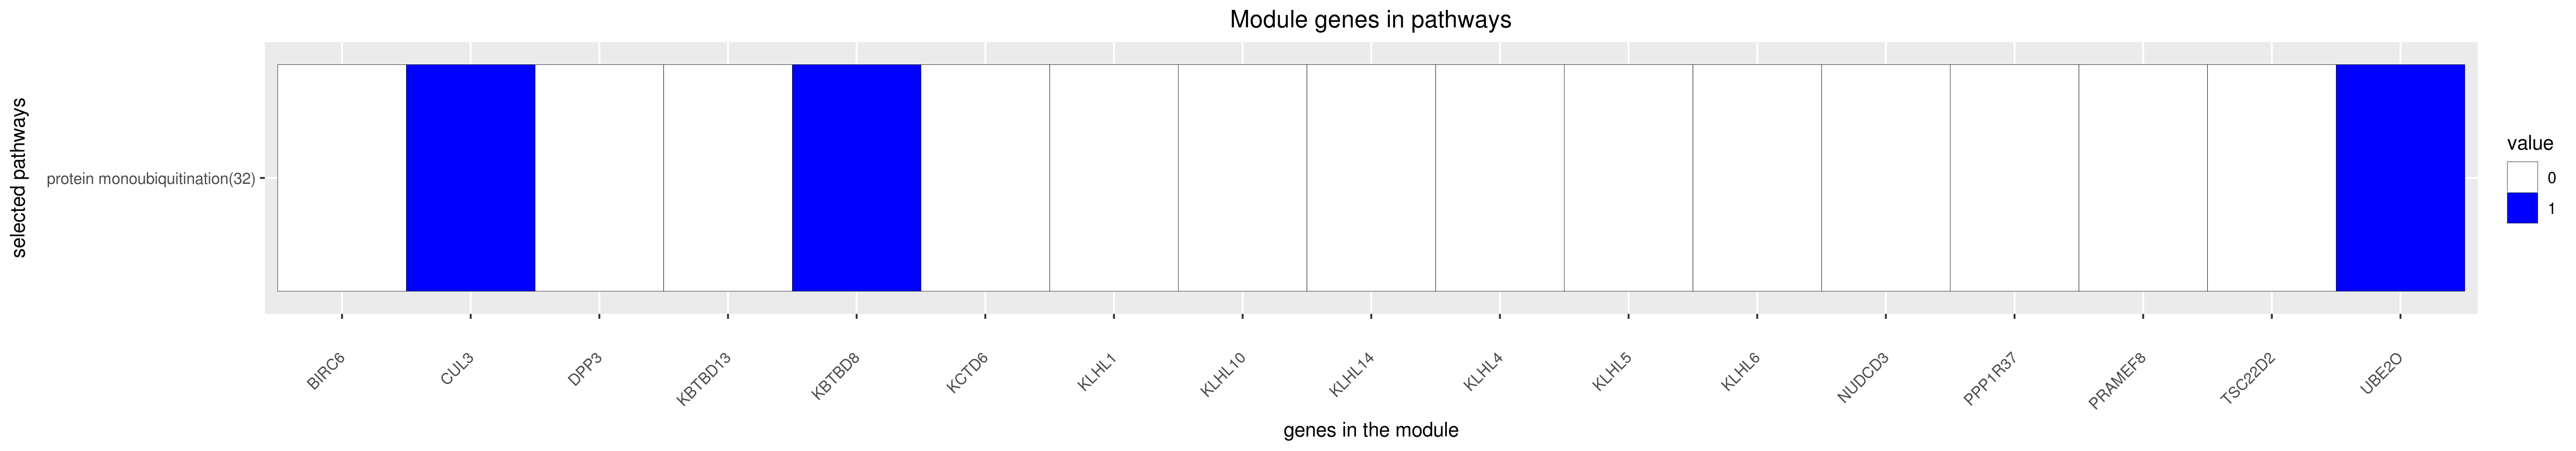 Module genes in pathways
selected pathways
protein monoubiquitination(32)
value
0
1
BIRC6
CUL3
DPP3
KBTBD13
KBTBD8
KCTD6
KLHL1
KLHL10
KLHL14
KLHL4
KLHL5
KLHL6
NUDCD3
PPP1R37
PRAMEF8
TSC22D2
UBE2O
genes in the module